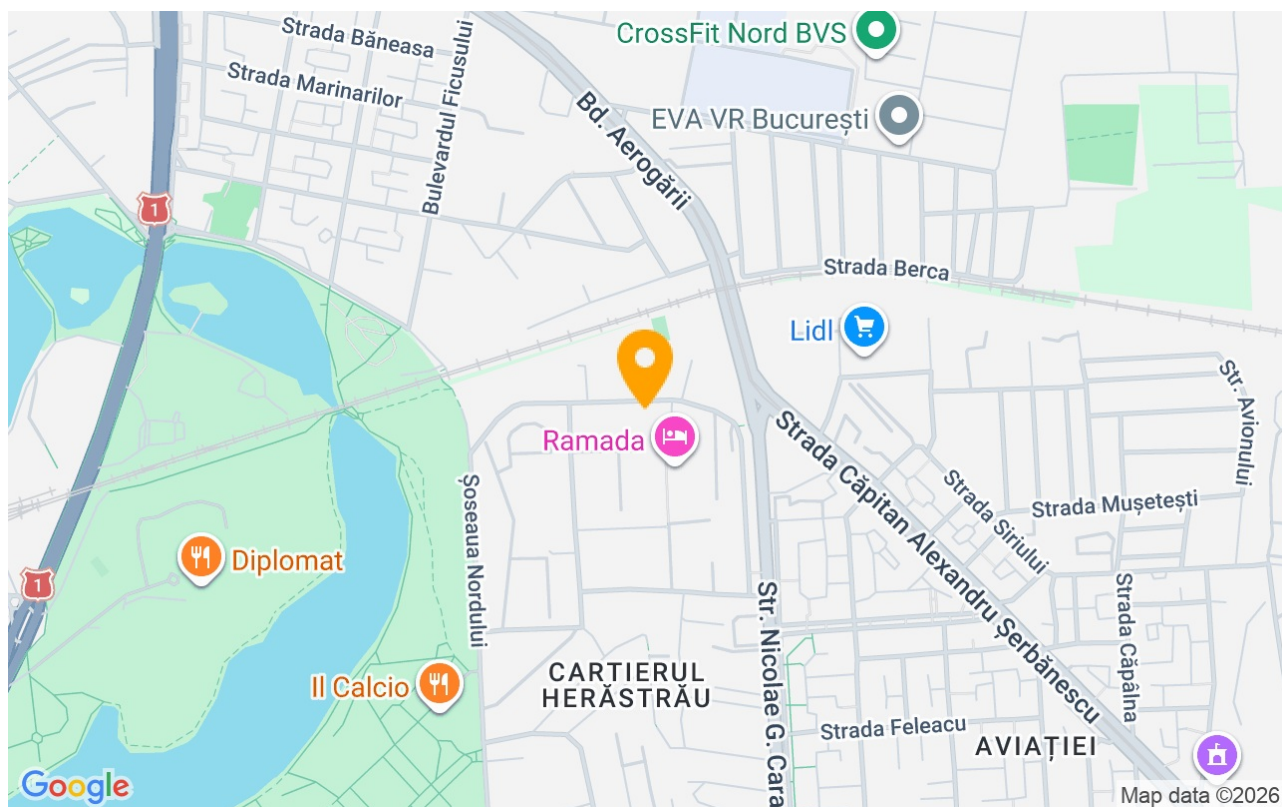 CrossFit Nord BVS
Strada Băneasa
Strada Marinarilor
Bulevardul Ficusului
Bd. Aerogării
EVA VR București
1
Strada Berca
Lidl
Str. Avionului
Ramada
Strada Căpitan Alexandru Șerbănescu
Strada Siriului
Strada Mușetești
Șoseaua Nordului
Diplomat
1
Str. Nicolae G. Cara
Strada Căpâlna
Il Calcio
CARTIERUL
HERĂSTRĂU
Strada Feleacu
AVIAȚIEI
Google
Map data ©2026